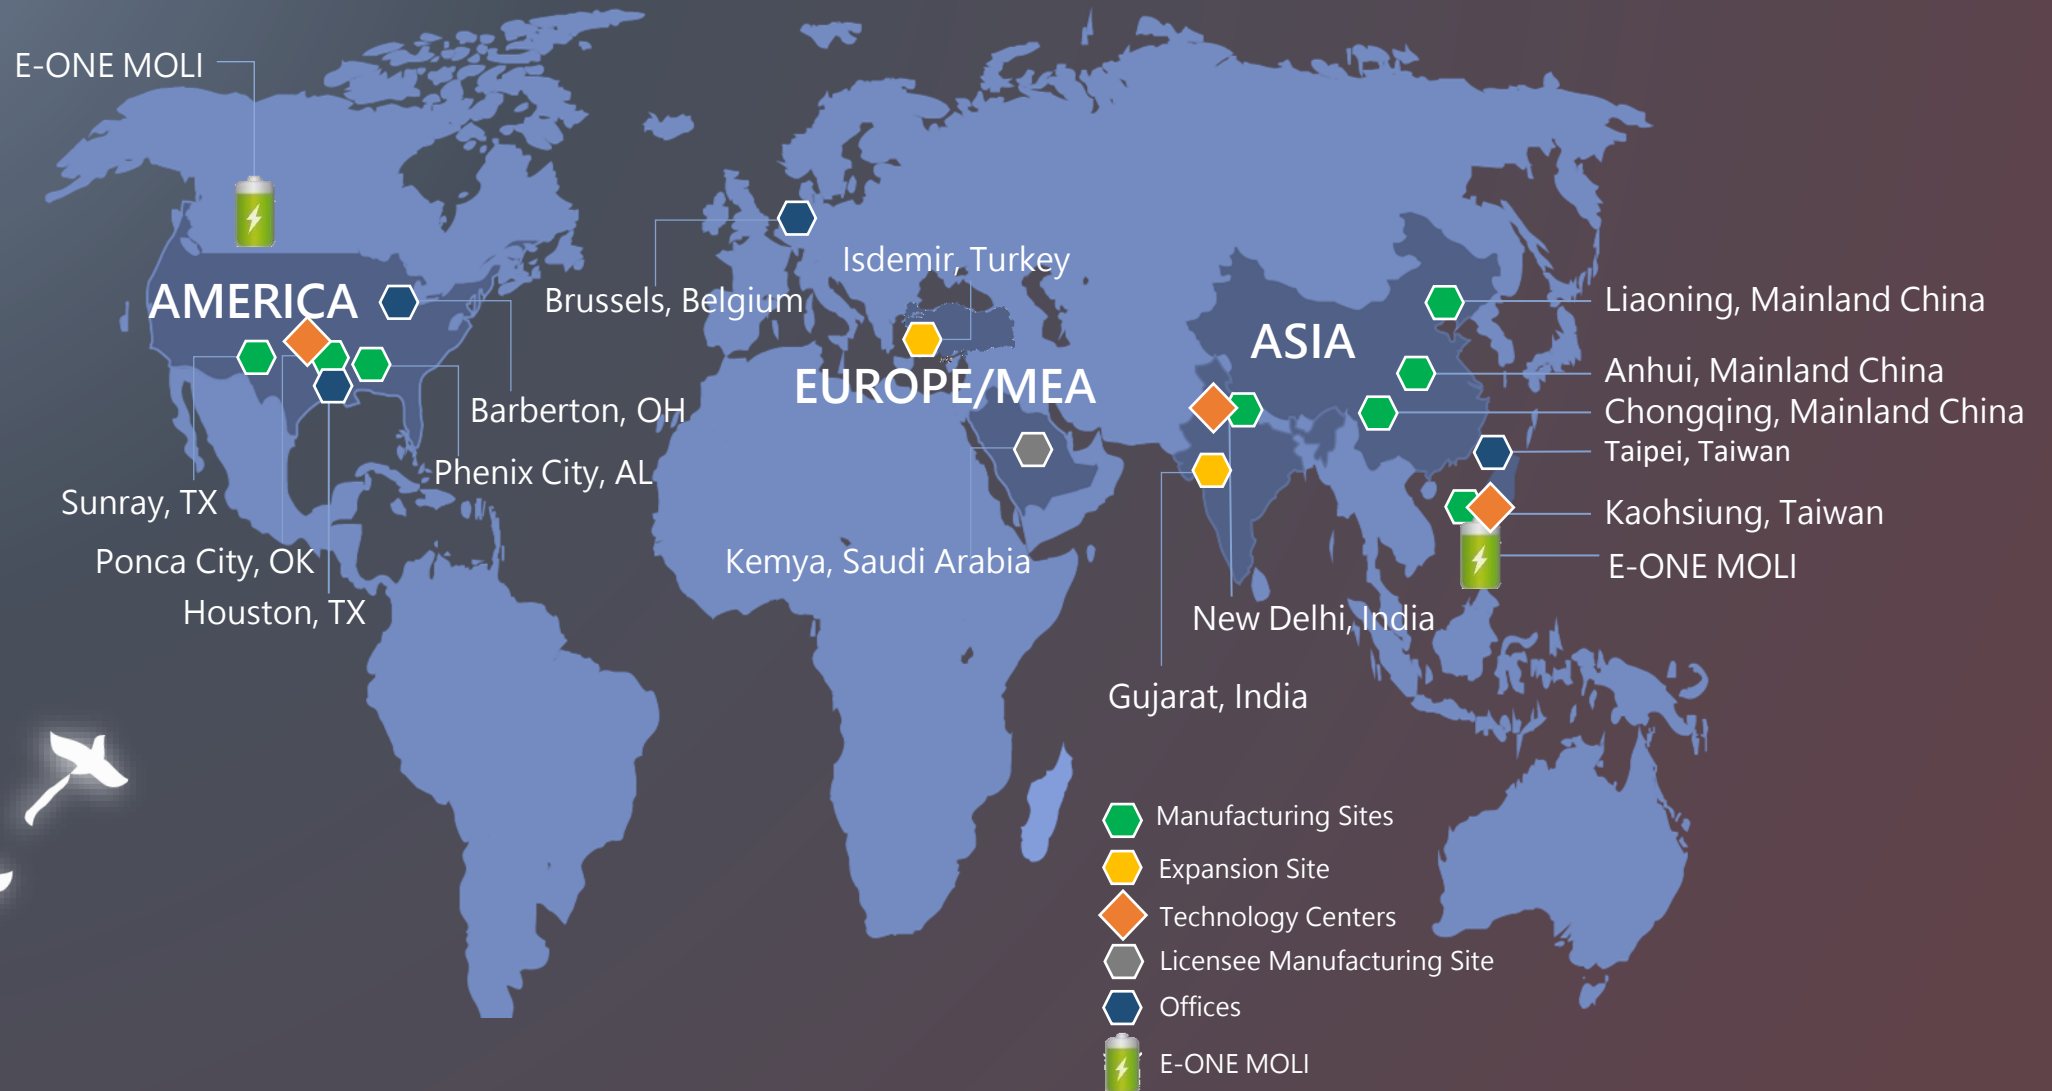 E-ONE MOLI
AMERICA
Sunray, TX
Ponca City, OK
Houston, TX
Barberton, OH
Phenix City, AL
Brussels, Belgium
Isdemir, Turkey
EUROPE/MEA
Kemya, Saudi Arabia
ASIA
New Delhi, India
Gujarat, India
Liaoning, Mainland China
Anhui, Mainland China
Chongqing, Mainland China
Taipei, Taiwan
Kaohsiung, Taiwan
E-ONE MOLI
Manufacturing Sites
Expansion Site
Technology Centers
Licensee Manufacturing Site
Offices
E-ONE MOLI